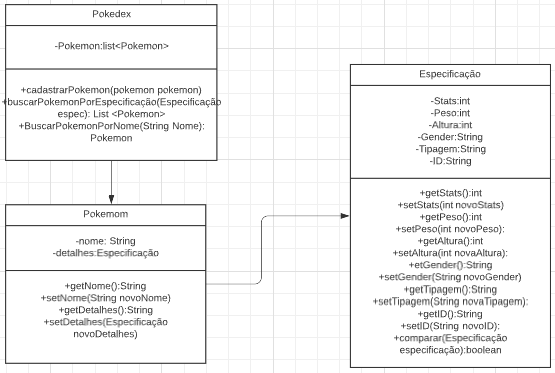 Pokedex
-Pokemon:list<Pokemon>
+cadastrarPokemon(pokemon pokemon)
+buscarPokemonPorEspecificação(Especificação
espec): List <Pokemon>
+BuscarPokemonPorNome(String Nome):
Pokemon
Pokemom
-nome: String
-detalhes:Especificação
+getNome():String
+setNome(String novoNome)
+getDetalhes():String
+setDetalhes(Especificação
novoDetalhes)
Especificação
-Stats:int
-Peso:int
-Altura:int
-Gender:String
-Tipagem:String
-ID:String
+getStats():int
+setStats(int novoStats)
+getPeso():int
+setPeso(int novoPeso):
+getAltura():int
+setAltura(int novaAltura):
+etGender():String
+setGender(String novoGender)
+getTipagem():String
+setTipagem(String novaTipagem):
+getID():String
+setID(String novoID):
+comparar(Especificação
especificação):boolean